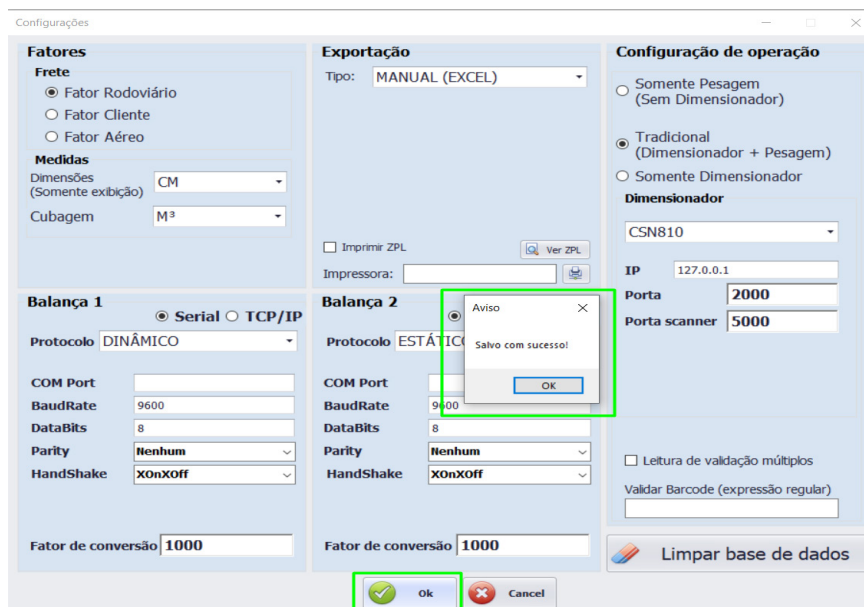 Configurações
Fatores
Frete
Fator Rodoviário
Fator Cliente
Fator Aéreo
Medidas
Dimensões
(Somente exibição)
CM
Cubagem
M³
Exportação
Tipo:
MANUAL (EXCEL)
Imprimir ZPL
Ver ZPL
Impressora:
Configuração de operação
Somente Pesagem
(Sem Dimensionador)
Tradicional
(Dimensionador + Pesagem)
Somente Dimensionador
Dimensionador
CSN810
IP
127.0.0.1
Porta
2000
Porta scanner
5000
Leitura de validação múltiplos
Validar Barcode (expressão regular)
Limpar base de dados
Balança 1
Serial
TCP/IP
Protocolo
DINÂMICO
COM Port
BaudRate
9600
DataBits
8
Parity
Nenhum
HandShake
XOnXOff
Fator de conversão
1000
Balança 2
Protocolo
COM Port
BaudRate
9600
DataBits
8
Parity
Nenhum
HandShake
XOnXOff
Fator de conversão
1000
Aviso
Salvo com sucesso!
OK
Ok
Cancel